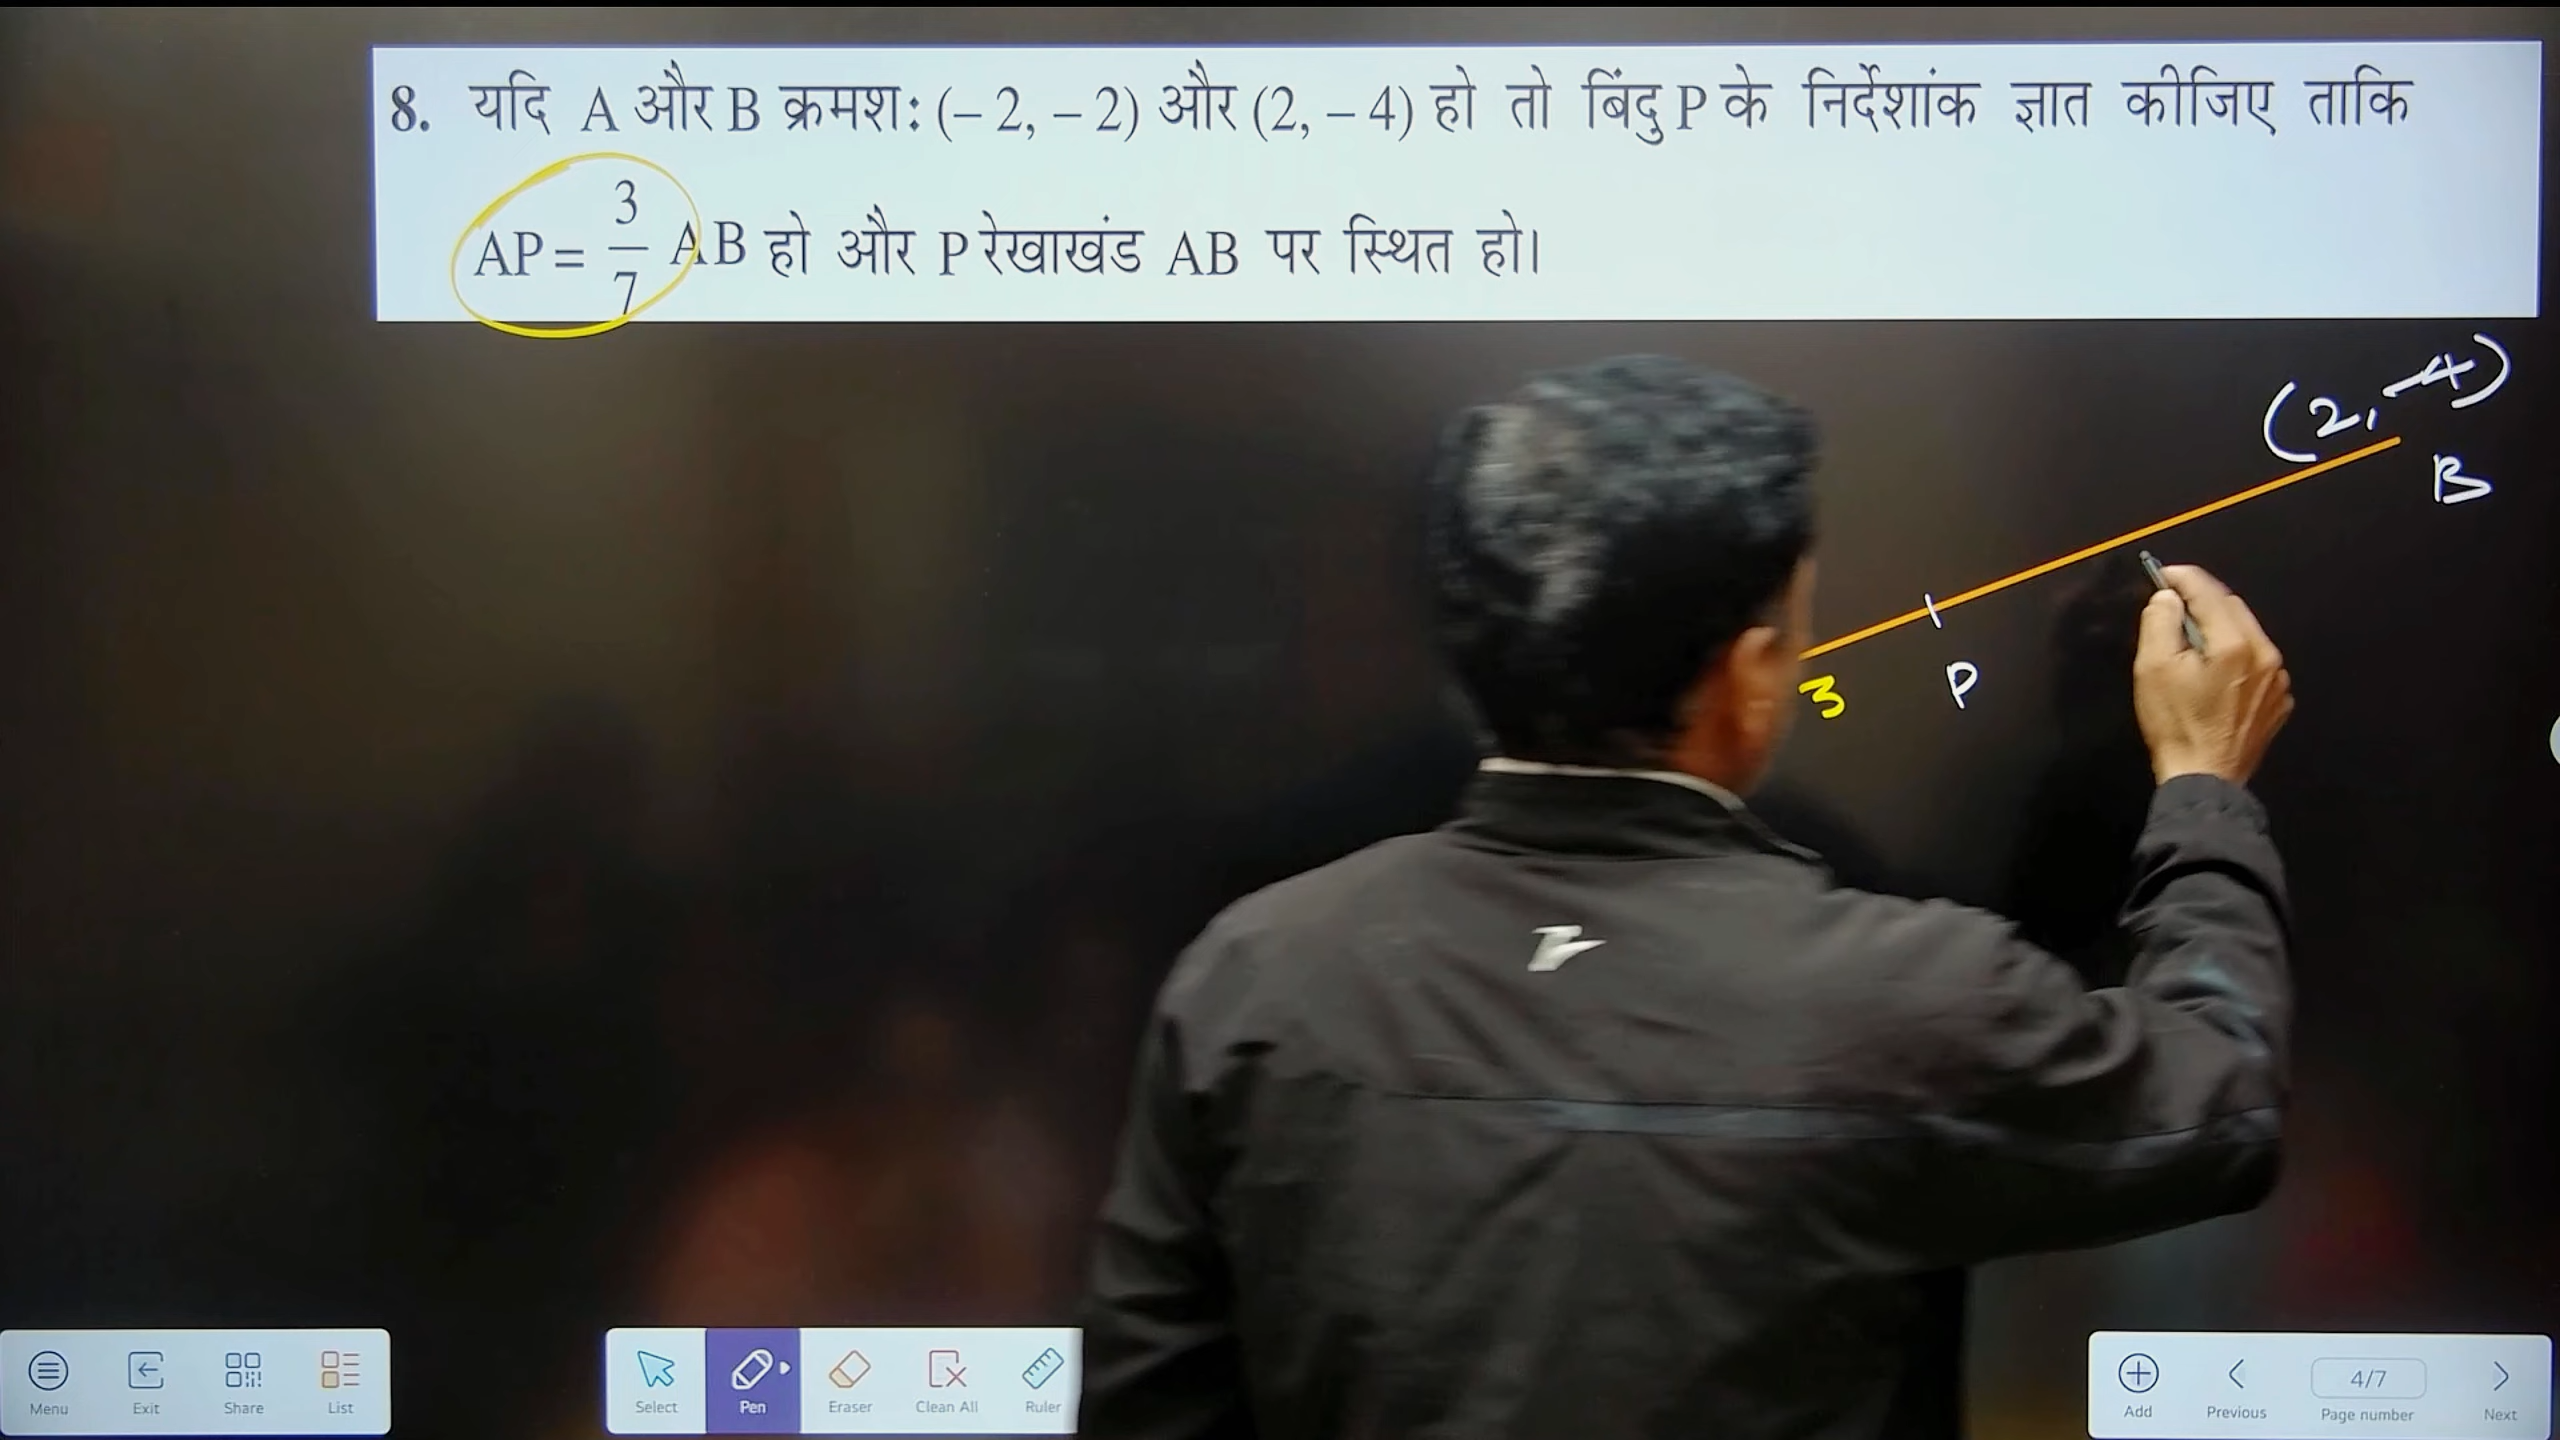 8. यदि A और B क्रमशः (– 2, – 2) और (2, – 4) हो तो बिंदु P के निर्देशांक ज्ञात कीजिए ताकि
AP = 3/7 AB हो और P रेखाखंड AB पर स्थित हो।
(2, -4)
B
3 P
Menu Exit Share List
Select Pen Eraser Clean All Ruler
Add Previous 4/7 Page number Next